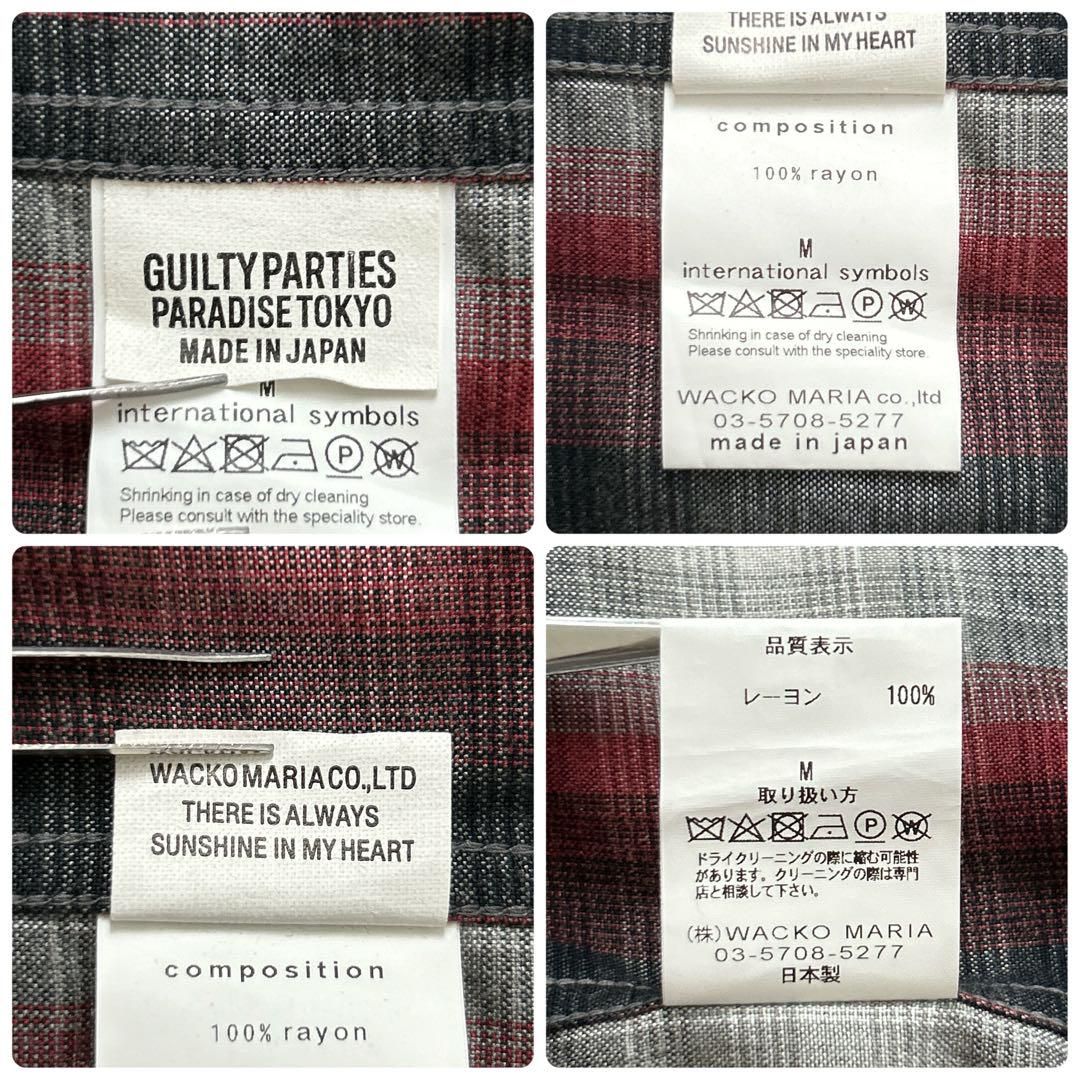 GUILTY PARTIES
PARADISE TOKYO
MADE IN JAPAN
M
international symbols
P W
Shrinking in case of dry cleaning
Please consult with the speciality store.
THERE IS ALWAYS
SUNSHINE IN MY HEART
composition
100% rayon
M
international symbols
P W
Shrinking in case of dry cleaning
Please consult with the speciality store.
WACKO MARIA co.,ltd
03-5708-5277
made in japan
WACKO MARIA CO.,LTD
THERE IS ALWAYS
SUNSHINE IN MY HEART
composition
100% rayon
品質表示
レーヨン 100%
M
取り扱い方
P W
ドライクリーニングの際に縮む可能性
があります。クリーニングの際は専門
店と相談して下さい。
(株)WACKO MARIA
03-5708-5277
日本製